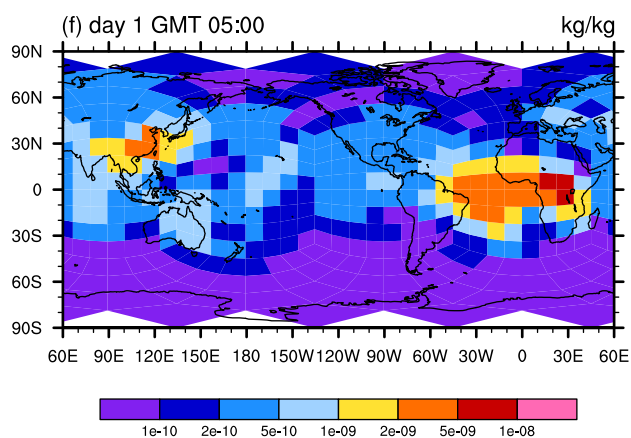 (f) day 1 GMT 05:00 kg/kg
90N
60N
30N
0
30S
60S
90S
60E 90E 120E 150E 180 150W 120W 90W 60W 30W 0 30E 60E
1e-10 2e-10 5e-10 1e-09 2e-09 5e-09 1e-08